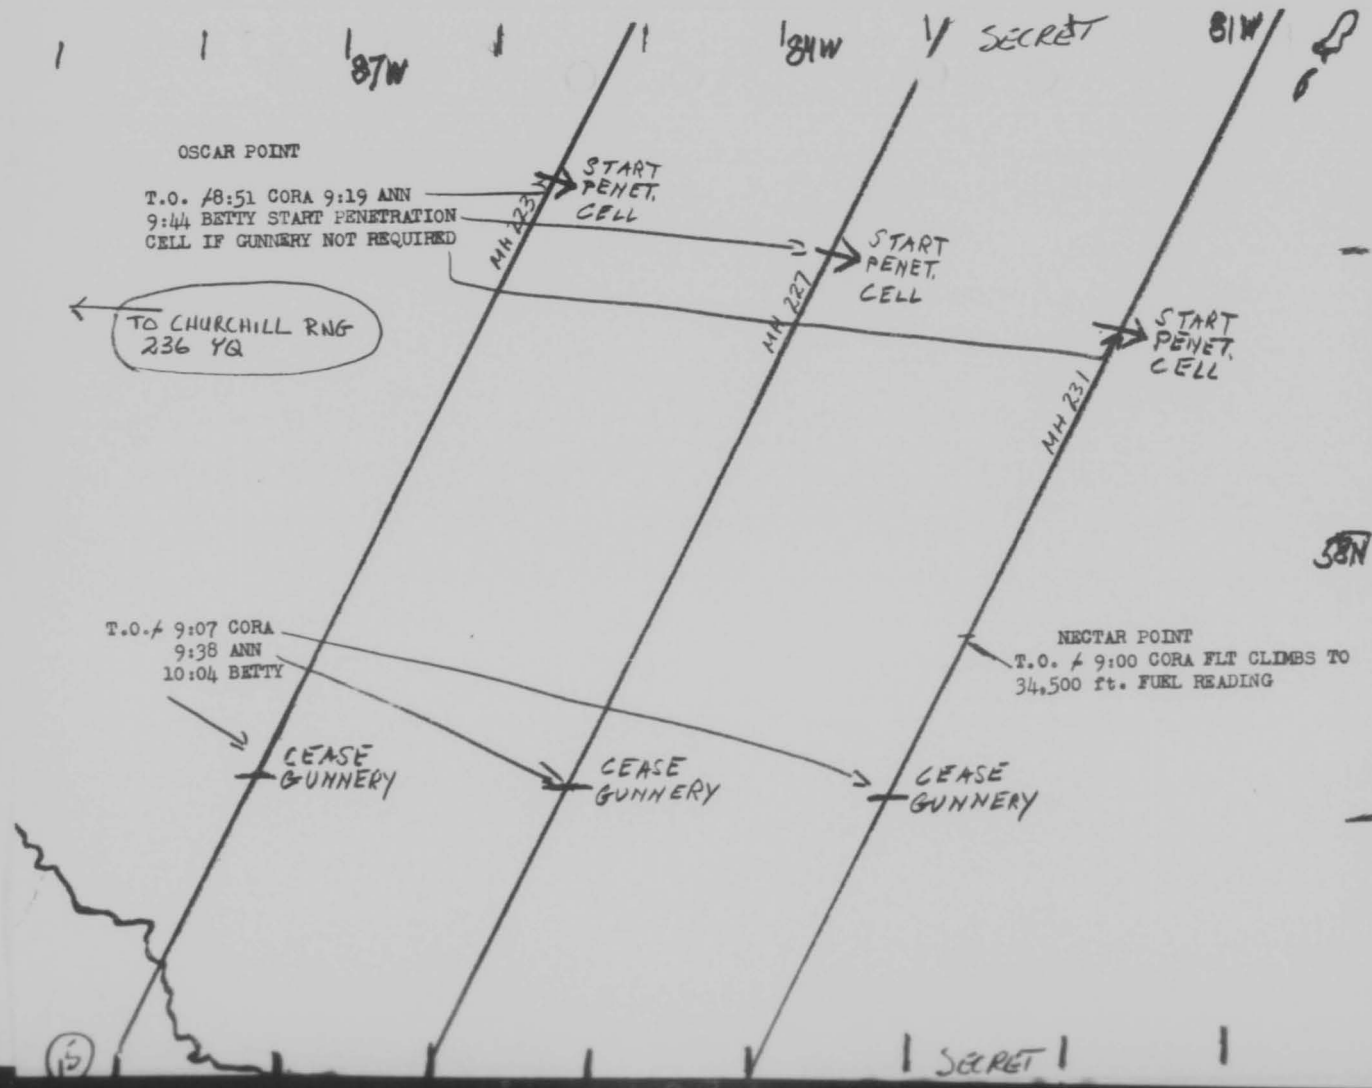 87W
84W
SECRET
81W
6
OSCAR POINT
T.O. /8:51 CORA 9:19 ANN
9:44 BETTY START PENETRATION
CELL IF GUNNERY NOT REQUIRED
START
PENET.
CELL
MH 223
START
PENET.
CELL
MH 227
START
PENET.
CELL
MH 231
TO CHURCHILL RNG
236 YQ
58N
T.O./ 9:07 CORA
9:38 ANN
10:04 BETTY
NECTAR POINT
T.O. / 9:00 CORA FLT CLIMBS TO
34,500 ft. FUEL READING
CEASE
GUNNERY
CEASE
GUNNERY
CEASE
GUNNERY
SECRET